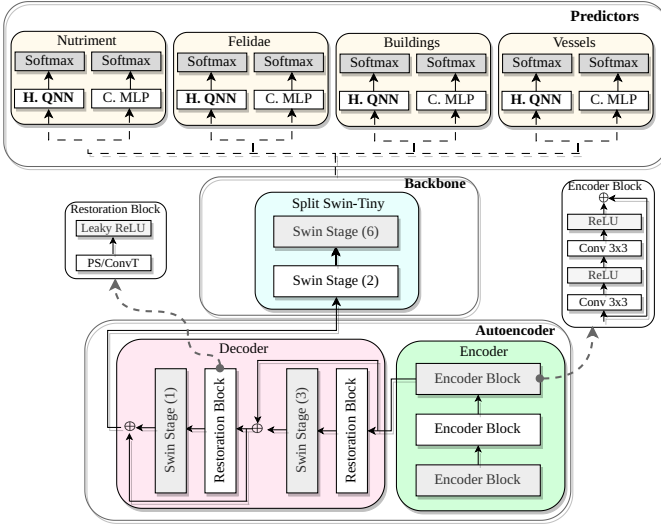 Predictors
Nutriment
Felidae
Buildings
Vessels
Softmax
Softmax
Softmax
Softmax
Softmax
Softmax
Softmax
Softmax
H. QNN
C. MLP
H. QNN
C. MLP
H. QNN
C. MLP
H. QNN
C. MLP
Backbone
Split Swin-Tiny
Swin Stage (6)
Swin Stage (2)
Restoration Block
Leaky ReLU
PS/ConvT
Encoder Block
ReLU
Conv 3x3
ReLU
Conv 3x3
Autoencoder
Decoder
Swin Stage (1)
Restoration Block
Swin Stage (3)
Restoration Block
Encoder
Encoder Block
Encoder Block
Encoder Block